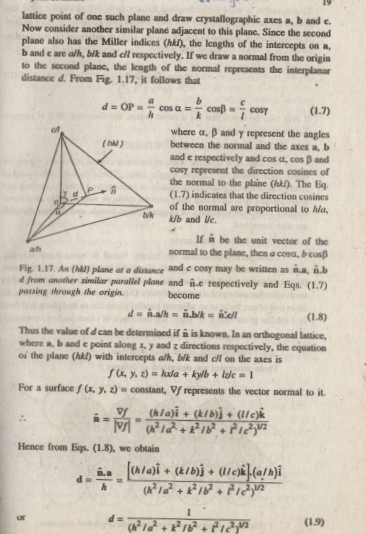 19
lattice point of one such plane and draw crystallographic axes a, b and c.
Now consider another similar plane adjacent to this plane. Since the second
plane also has the Miller indices (hkl), the lengths of the intercepts on a,
b and c are a/h, b/k and c/l respectively. If we draw a normal from the origin
to the second plane, the length of the normal represents the interplanar
distance d. From Fig. 1.17, it follows that
d = OP = a/h cos α = b/k cosβ = c/l cosγ (1.7)
c/l
(hkl)
P
n̂
d
o
b/k
a/h
where α, β and γ represent the angles
between the normal and the axes a, b
and c respectively and cos α, cos β and
cosγ represent the direction cosines of
the normal to the plane (hkl). The Eq.
(1.7) indicates that the direction cosines
of the normal are proportional to h/a,
k/b and l/c.
If n̂ be the unit vector of the
normal to the plane, then a cosα, b cosβ
and c cosγ may be written as n̂.a, n̂.b
and n̂.c respectively and Eqs. (1.7)
become
Fig. 1.17. An (hkl) plane at a distance
d from another similar parallel plane
passing through the origin.
d = n̂.a/h = n̂.b/k = n̂.c/l (1.8)
Thus the value of d can be determined if n̂ is known. In an orthogonal lattice,
where a, b and c point along x, y and z directions respectively, the equation
of the plane (hkl) with intercepts a/h, b/k and c/l on the axes is
f (x, y, z) = hx/a + ky/b + lz/c = 1
For a surface f (x, y, z) = constant, ∇f represents the vector normal to it.
∴ n̂ = ∇f/|∇f| = (h/a)î + (k/b)ĵ + (l/c)k̂ / (h²/a² + k²/b² + l²/c²)^1/2
Hence from Eqs. (1.8), we obtain
d = n̂.a/h = [(h/a)î + (k/b)ĵ + (l/c)k̂].(a/h)î / (h²/a² + k²/b² + l²/c²)^1/2
or d = 1 / (h²/a² + k²/b² + l²/c²)^1/2 (1.9)